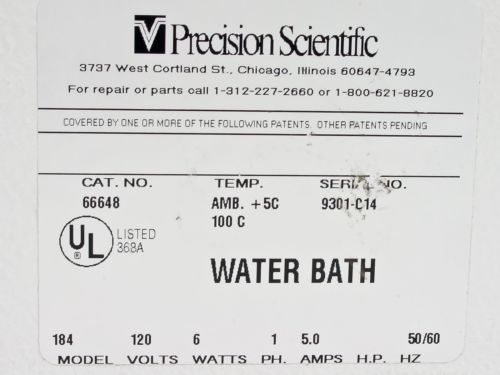 Precision Scientific
3737 West Cortland St., Chicago, Illinois 60647-4793
For repair or parts call 1-312-227-2660 or 1-800-621-8820
COVERED BY ONE OR MORE OF THE FOLLOWING PATENTS. OTHER PATENTS PENDING
CAT. NO. TEMP. SERIAL NO.
66648 AMB. +5C 9301-014
100 C
UL ® LISTED
368A
WATER BATH
184 120 6 1 5.0 50/60
MODEL VOLTS WATTS PH. AMPS H.P. HZ